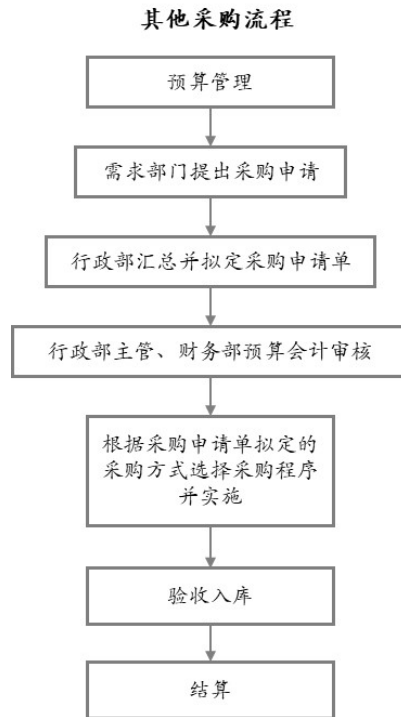 其他采购流程
预算管理
需求部门提出采购申请
行政部汇总并拟定采购申请单
行政部主管、财务部预算会计审核
根据采购申请单拟定的
采购方式选择采购程序
并实施
验收入库
结算